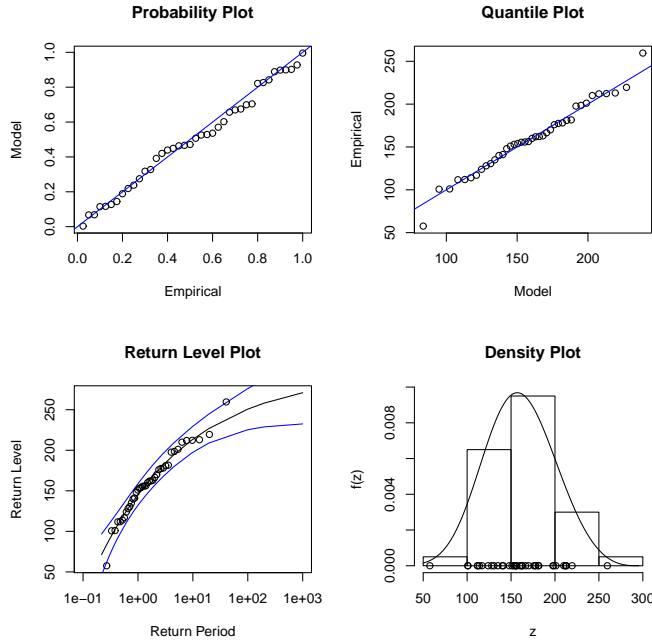 Probability Plot
Model
0.0 0.2 0.4 0.6 0.8 1.0
0.0 0.2 0.4 0.6 0.8 1.0
Empirical
Quantile Plot
Empirical
50 100 150 200 250
100 150 200
Model
Return Level Plot
Return Level
50 100 150 200 250
1e−01 1e+00 1e+01 1e+02 1e+03
Return Period
Density Plot
f(z)
0.000 0.004 0.008
50 100 150 200 250 300
z